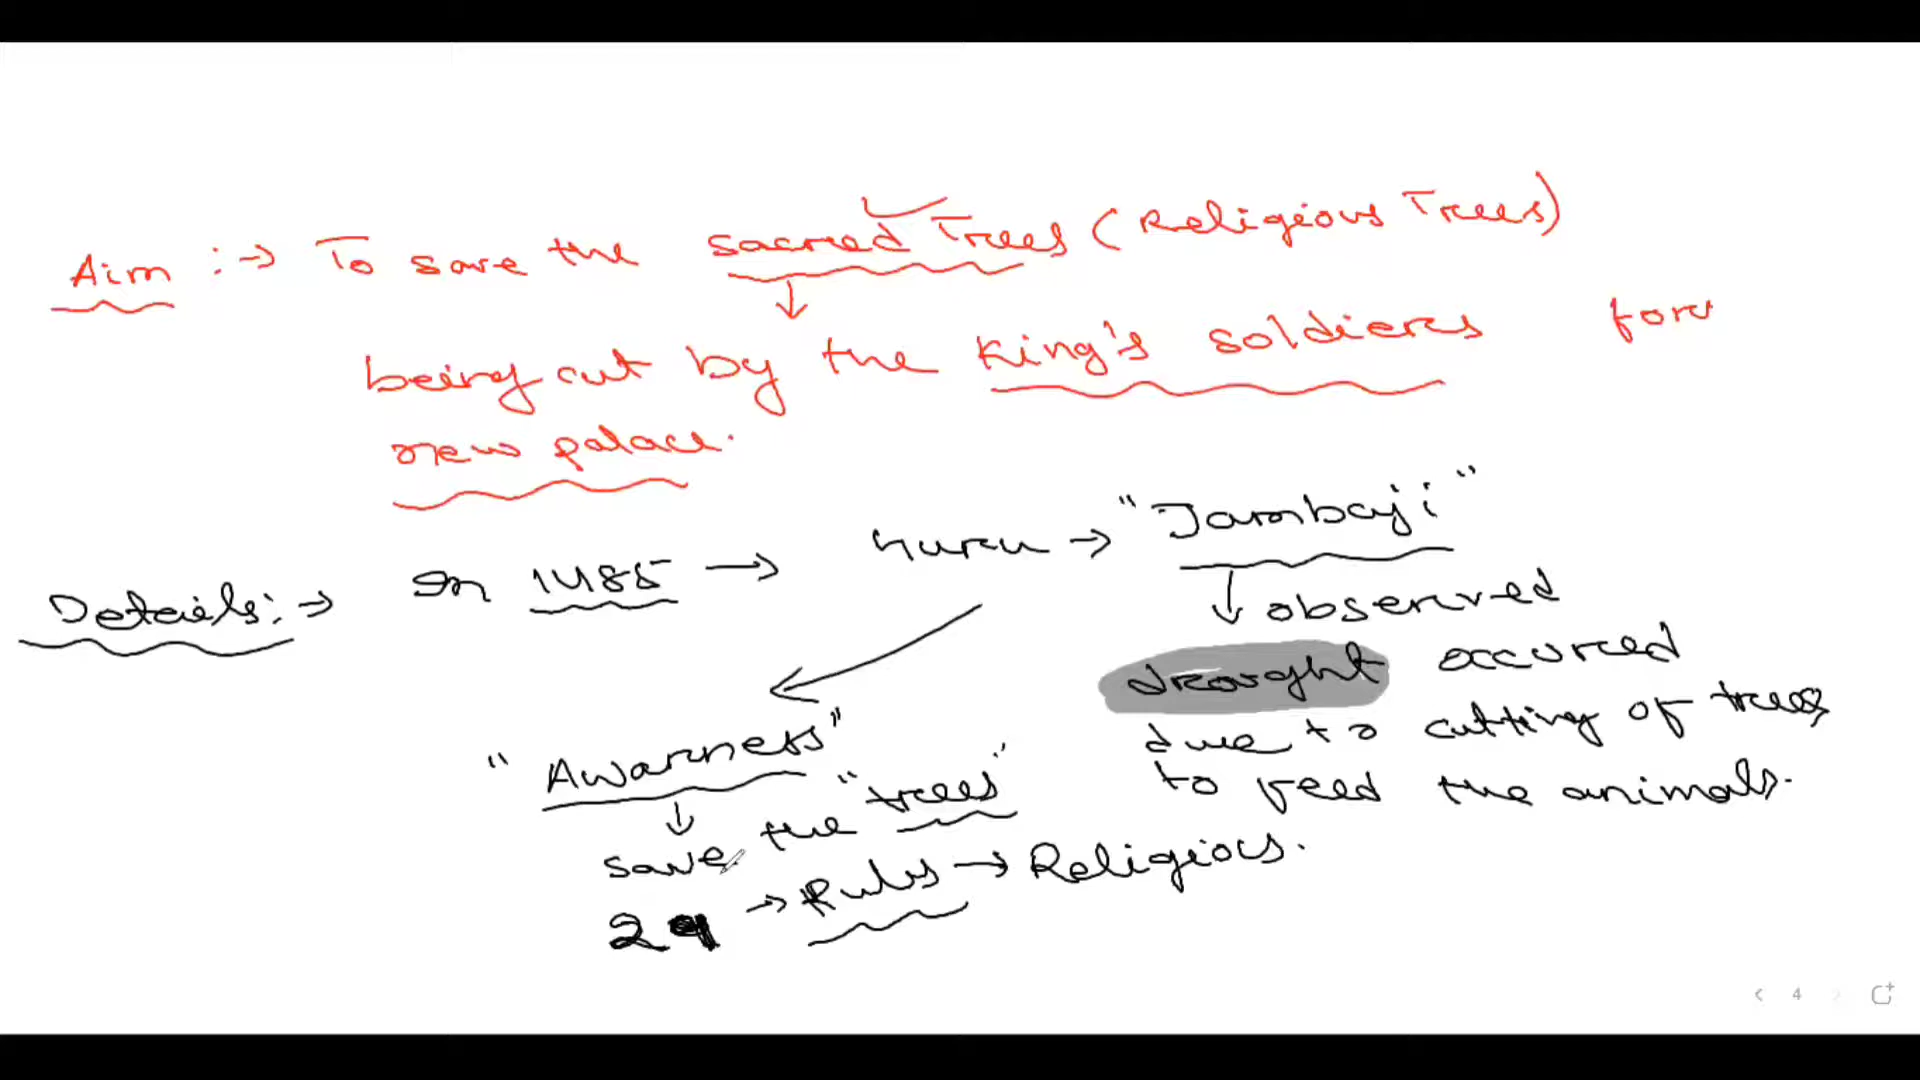 Aim :→ To save the sacred Trees (Religious Trees)
being cut by the King's soldiers for
new palace.
Details :→ In 1485 → Guru → "Jambaji"
observed
drought occurred
due to cutting of trees
to feed the animals.
"Awarness"
save the "trees"
29 → Rules → Religious.
4